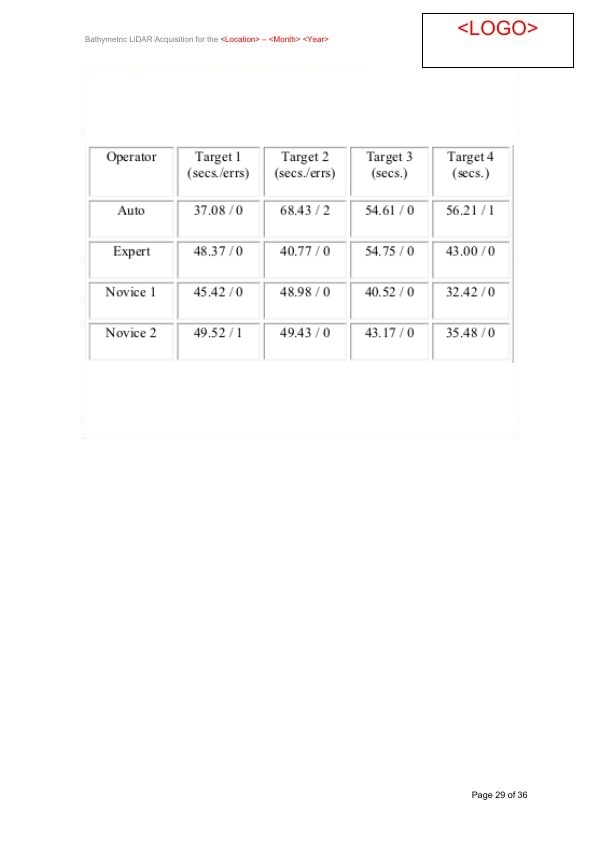 <LOGO>
Bathymetric LiDAR Acquisition for the <Location> – <Month> <Year>
Operator Target 1 (secs./errs) Target 2 (secs./errs) Target 3 (secs.) Target 4 (secs.)
Auto 37.08 / 0 68.43 / 2 54.61 / 0 56.21 / 1
Expert 48.37 / 0 40.77 / 0 54.75 / 0 43.00 / 0
Novice 1 45.42 / 0 48.98 / 0 40.52 / 0 32.42 / 0
Novice 2 49.52 / 1 49.43 / 0 43.17 / 0 35.48 / 0
Page 29 of 36